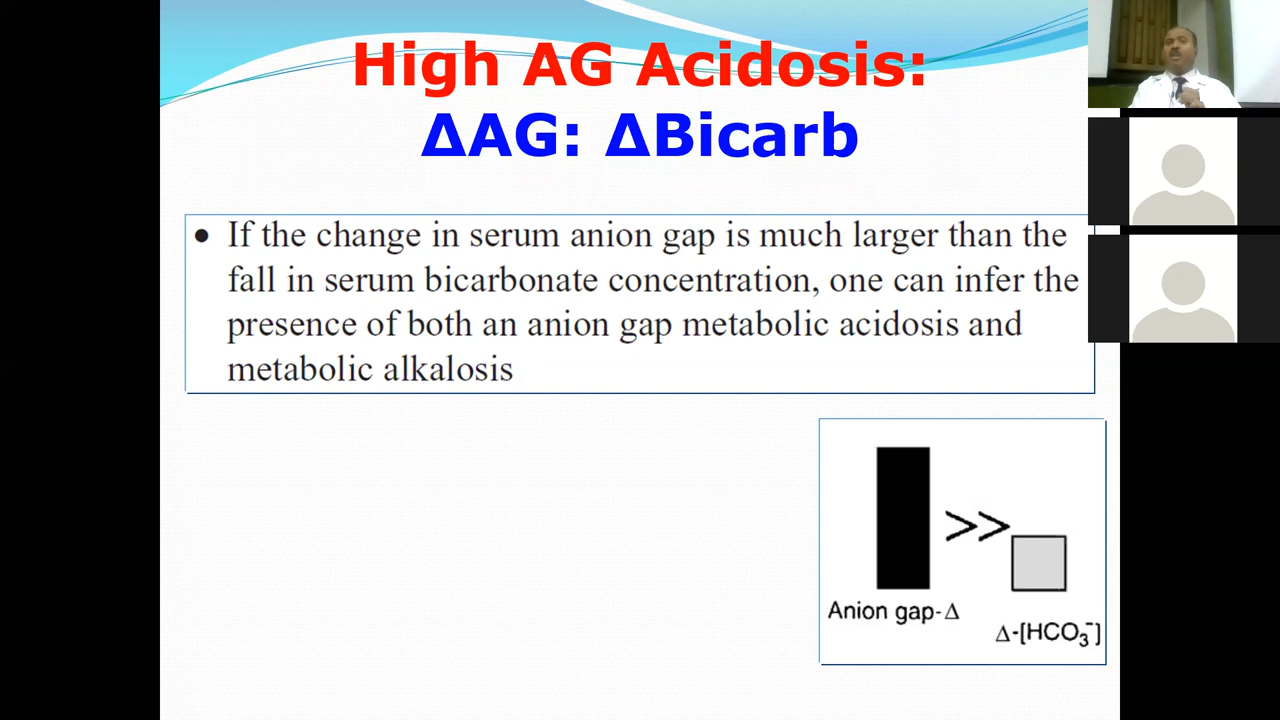 High AG Acidosis:
ΔAG: ΔBicarb
• If the change in serum anion gap is much larger than the
fall in serum bicarbonate concentration, one can infer the
presence of both an anion gap metabolic acidosis and
metabolic alkalosis
>>
Anion gap-Δ
Δ-[HCO₃⁻]